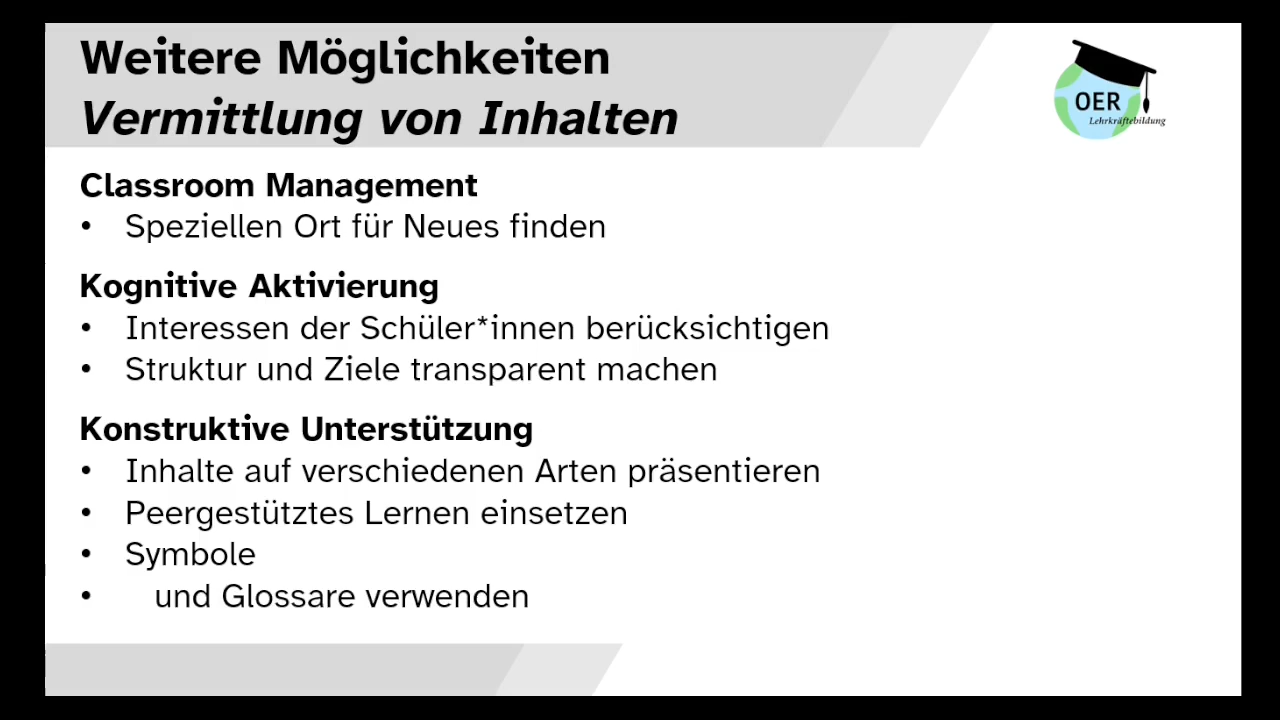 Weitere Möglichkeiten
Vermittlung von Inhalten
OER
Lehrkräftebildung
Classroom Management
• Speziellen Ort für Neues finden
Kognitive Aktivierung
• Interessen der Schüler*innen berücksichtigen
• Struktur und Ziele transparent machen
Konstruktive Unterstützung
• Inhalte auf verschiedenen Arten präsentieren
• Peergestütztes Lernen einsetzen
• Symbole
• und Glossare verwenden